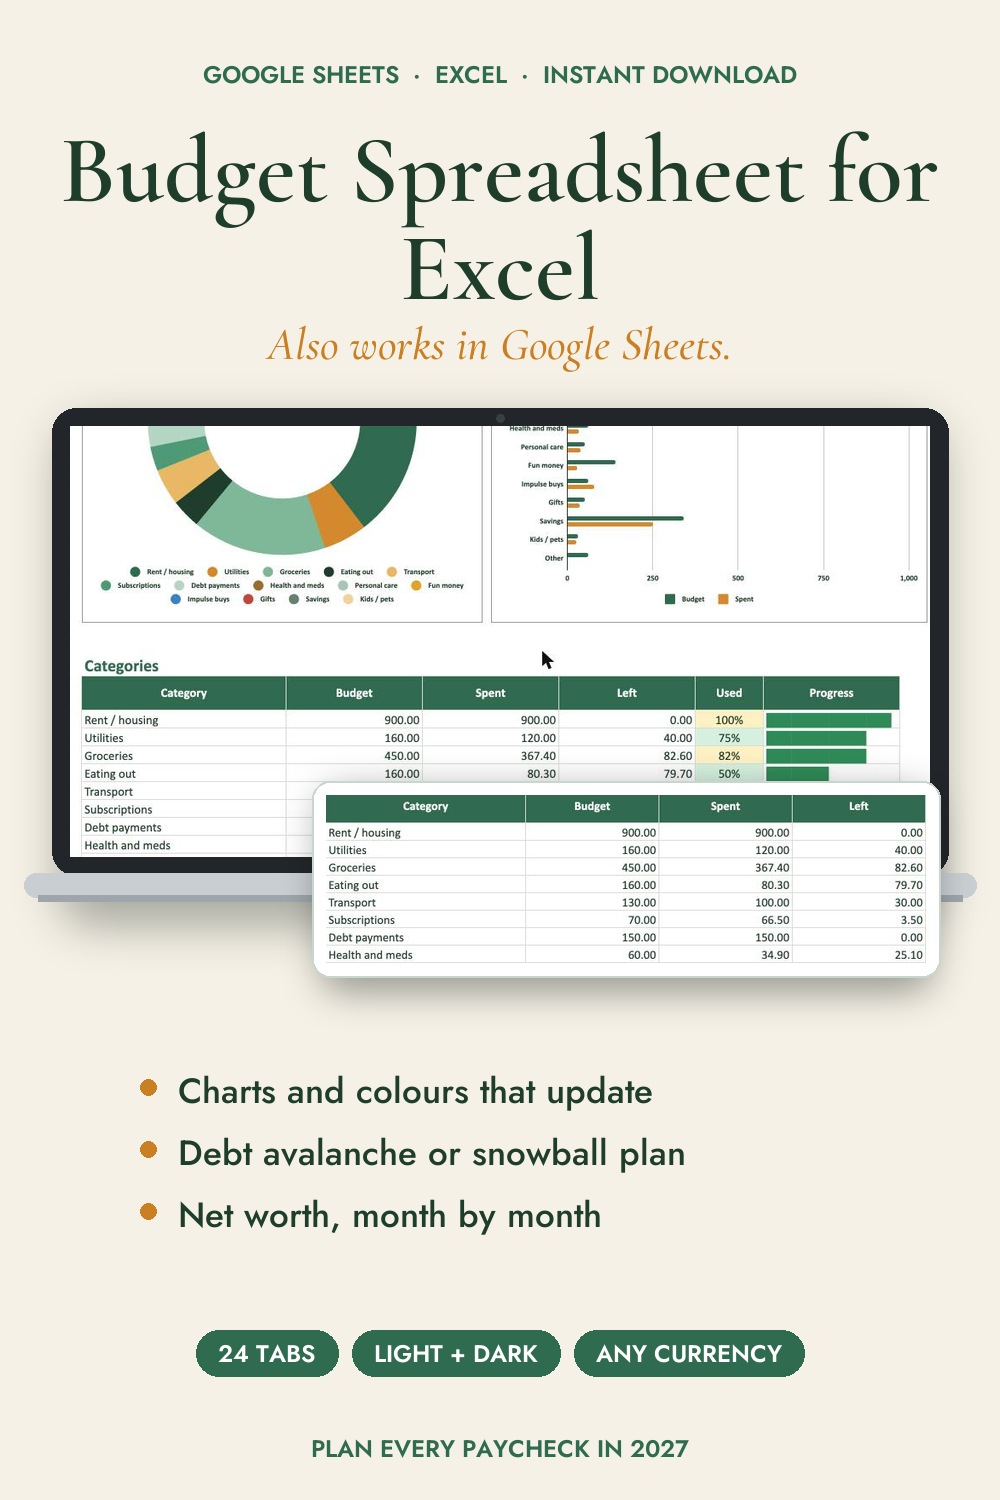 GOOGLE SHEETS · EXCEL · INSTANT DOWNLOAD
Budget Spreadsheet for
Excel
Also works in Google Sheets.
Rent / housing Utilities Groceries Eating out Transport
Subscriptions Debt payments Health and meds Personal care Fun money
Impulse buys Gifts Savings Kids / pets
Health and meds
Personal care
Fun money
Impulse buys
Gifts
Savings
Kids / pets
Other
0 250 500 750 1,000
Budget Spent
Categories
Category Budget Spent Left Used Progress
Rent / housing 900.00 900.00 0.00 100%
Utilities 160.00 120.00 40.00 75%
Groceries 450.00 367.40 82.60 82%
Eating out 160.00 80.30 79.70 50%
Transport
Subscriptions
Debt payments
Health and meds
Category Budget Spent Left
Rent / housing 900.00 900.00 0.00
Utilities 160.00 120.00 40.00
Groceries 450.00 367.40 82.60
Eating out 160.00 80.30 79.70
Transport 130.00 100.00 30.00
Subscriptions 70.00 66.50 3.50
Debt payments 150.00 150.00 0.00
Health and meds 60.00 34.90 25.10
Charts and colours that update
Debt avalanche or snowball plan
Net worth, month by month
24 TABS LIGHT + DARK ANY CURRENCY
PLAN EVERY PAYCHECK IN 2027